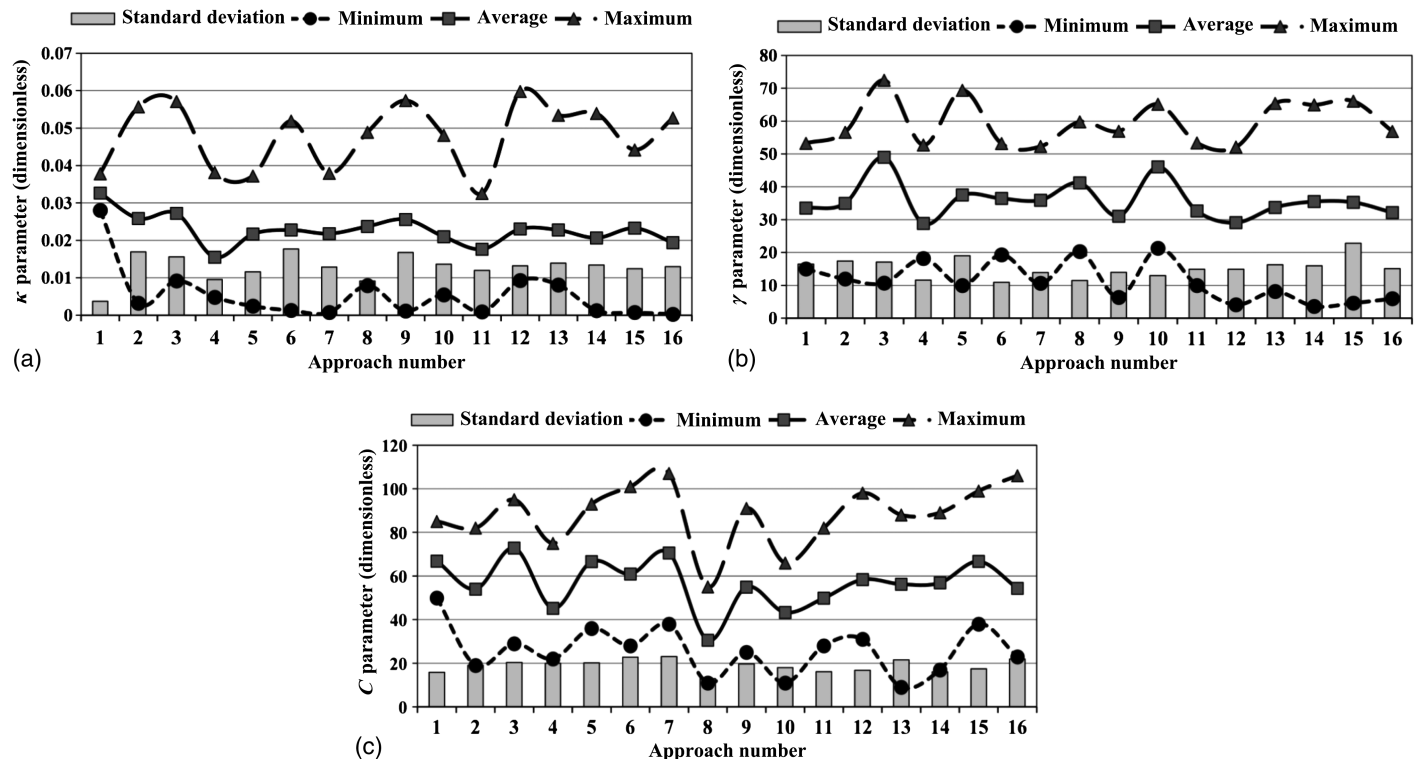 Standard deviation Minimum Average Maximum
0.07
0.06
0.05
0.04
0.03
0.02
0.01
0
κ parameter (dimensionless)
1 2 3 4 5 6 7 8 9 10 11 12 13 14 15 16
Approach number
(a)
Standard deviation Minimum Average Maximum
80
70
60
50
40
30
20
10
0
γ parameter (dimensionless)
1 2 3 4 5 6 7 8 9 10 11 12 13 14 15 16
Approach number
(b)
Standard deviation Minimum Average Maximum
120
100
80
60
40
20
0
C parameter (dimensionless)
1 2 3 4 5 6 7 8 9 10 11 12 13 14 15 16
Approach number
(c)